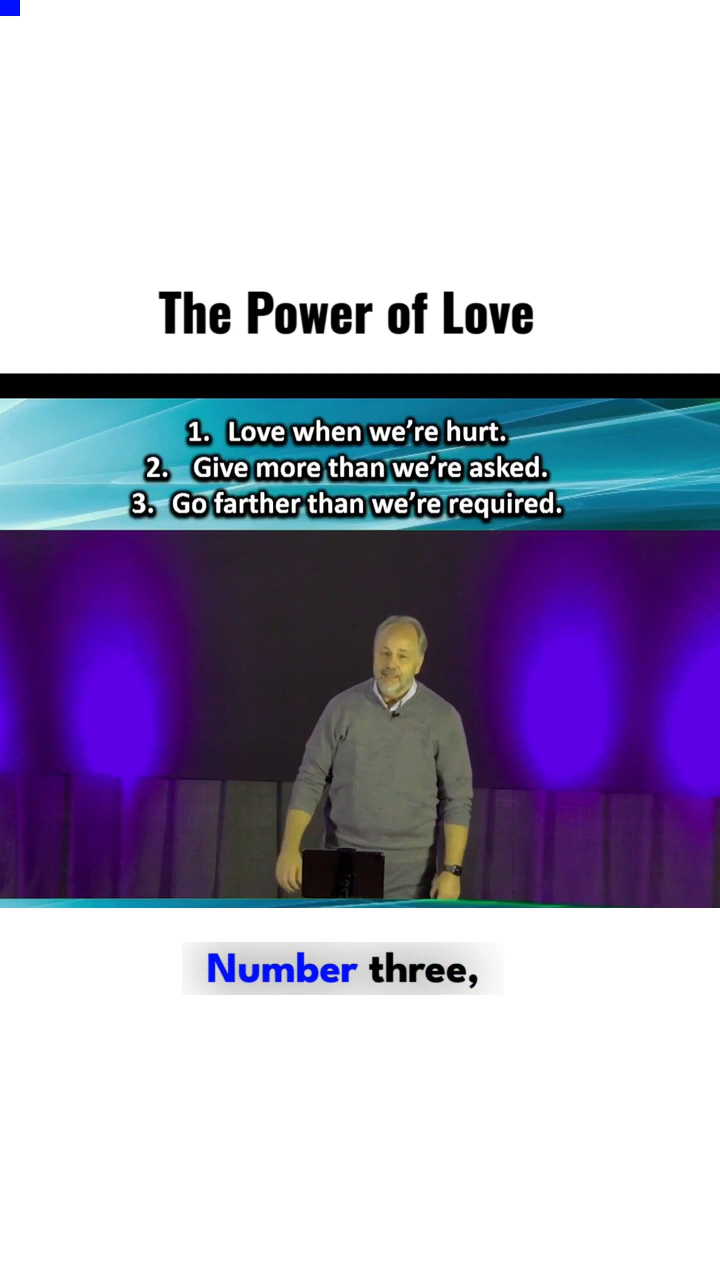 The Power of Love
1. Love when we’re hurt.
2. Give more than we’re asked.
3. Go farther than we’re required.
Number three,